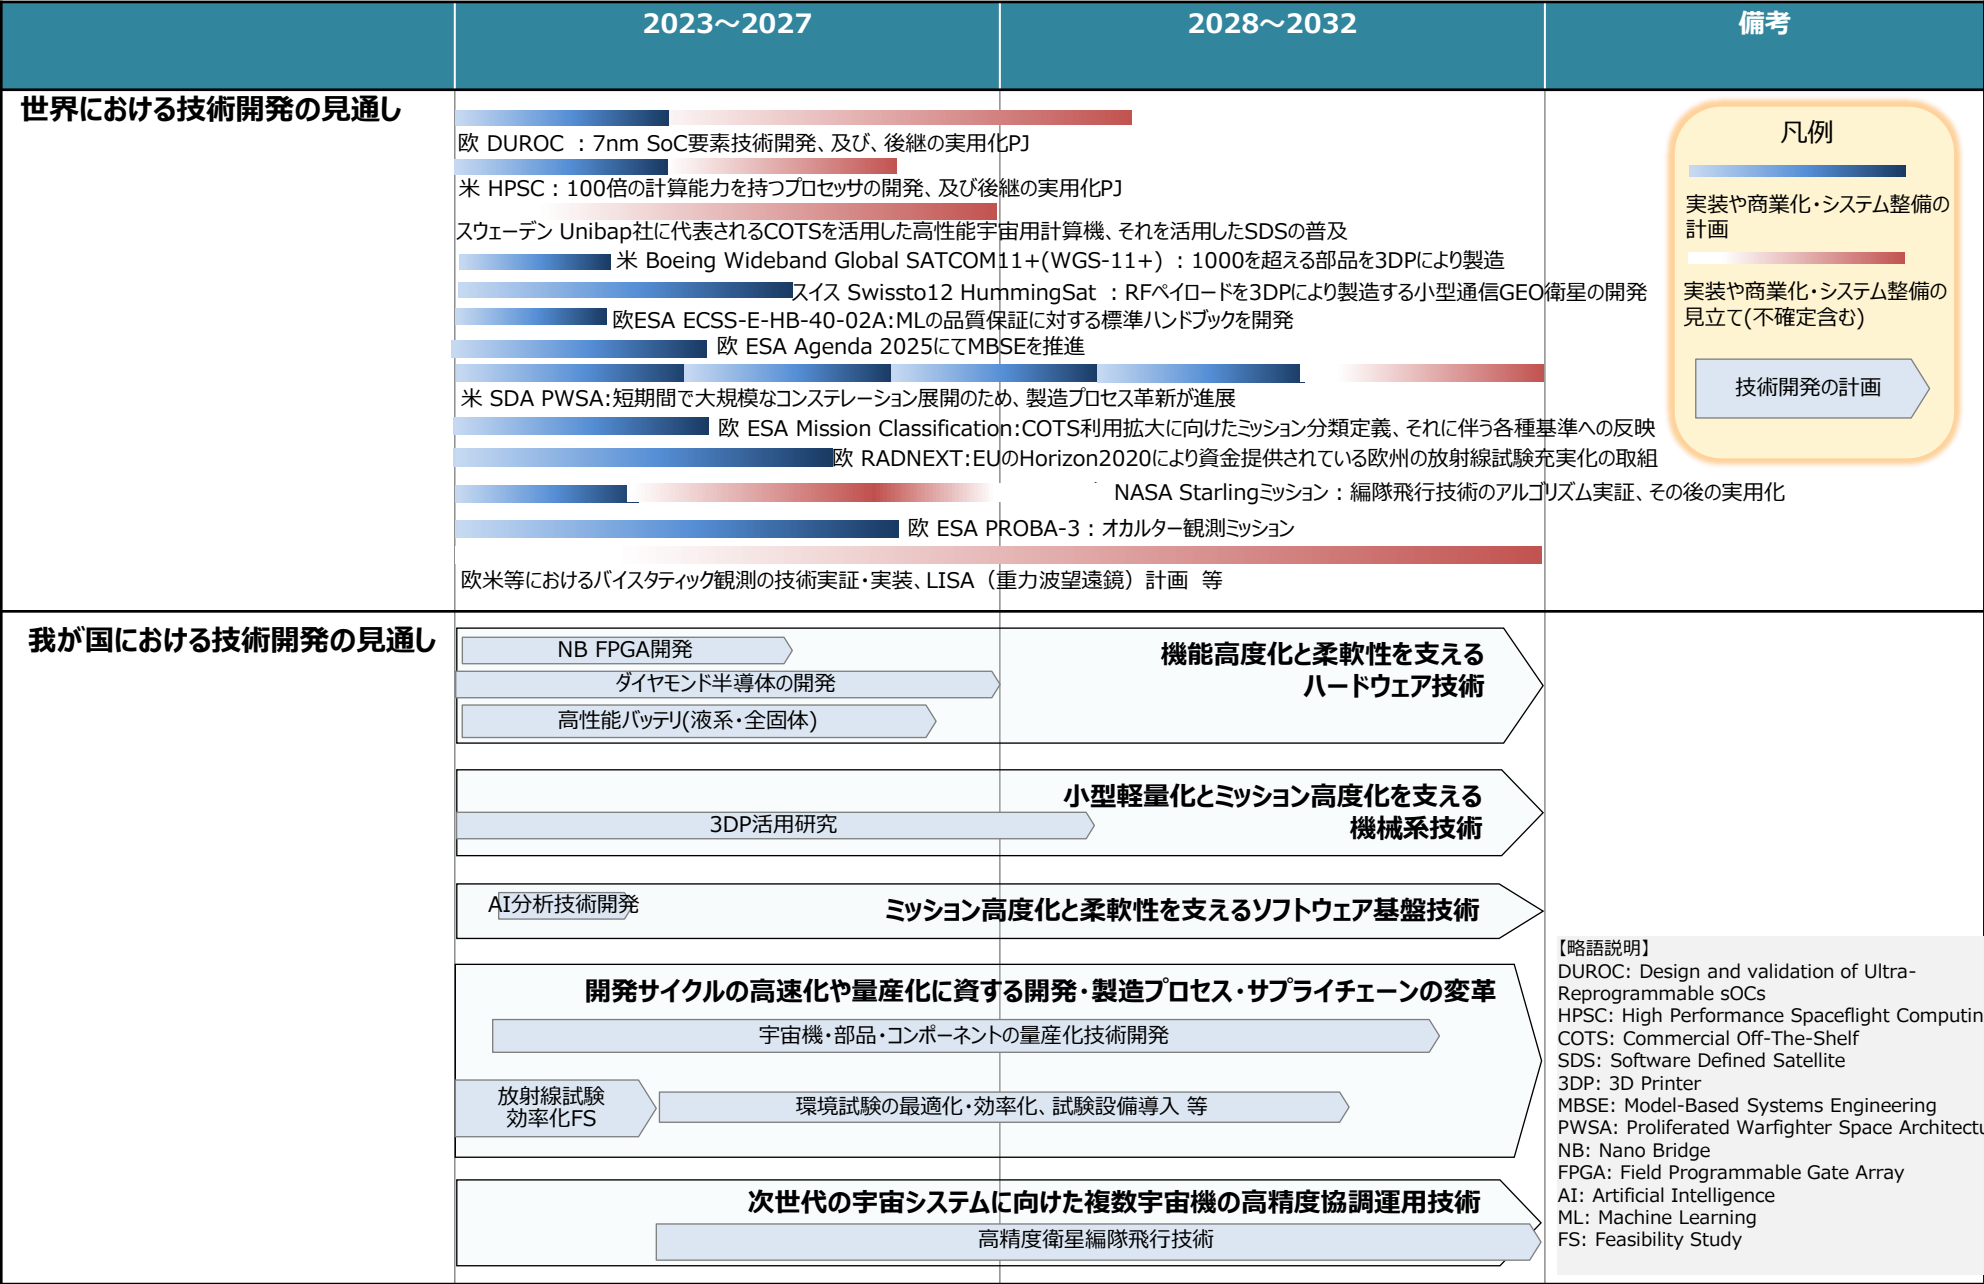 2023～2027
2028～2032
備考
世界における技術開発の見通し
欧 DUROC ：7nm SoC要素技術開発、及び、後継の実用化PJ
米 HPSC：100倍の計算能力を持つプロセッサの開発、及び後継の実用化PJ
スウェーデン Unibap社に代表されるCOTSを活用した高性能宇宙用計算機、それを活用したSDSの普及
米 Boeing Wideband Global SATCOM11+(WGS-11+) ：1000を超える部品を3DPにより製造
スイス Swissto12 HummingSat ：RFペイロードを3DPにより製造する小型通信GEO衛星の開発
欧ESA ECSS-E-HB-40-02A:MLの品質保証に対する標準ハンドブックを開発
欧 ESA Agenda 2025にてMBSEを推進
米 SDA PWSA:短期間で大規模なコンステレーション展開のため、製造プロセス革新が進展
欧 ESA Mission Classification:COTS利用拡大に向けたミッション分類定義、それに伴う各種基準への反映
欧 RADNEXT:EUのHorizon2020により資金提供されている欧州の放射線試験充実化の取組
NASA Starlingミッション：編隊飛行技術のアルゴリズム実証、その後の実用化
欧 ESA PROBA-3：オカルター観測ミッション
欧米等におけるバイスタティック観測の技術実証・実装、LISA（重力波望遠鏡）計画 等
凡例
実装や商業化・システム整備の
計画
実装や商業化・システム整備の
見立て(不確定含む)
技術開発の計画
我が国における技術開発の見通し
NB FPGA開発
ダイヤモンド半導体の開発
高性能バッテリ(液系・全固体)
機能高度化と柔軟性を支える
ハードウェア技術
小型軽量化とミッション高度化を支える
機械系技術
3DP活用研究
AI分析技術開発
ミッション高度化と柔軟性を支えるソフトウェア基盤技術
開発サイクルの高速化や量産化に資する開発・製造プロセス・サプライチェーンの変革
宇宙機・部品・コンポーネントの量産化技術開発
放射線試験
効率化FS
環境試験の最適化・効率化、試験設備導入 等
次世代の宇宙システムに向けた複数宇宙機の高精度協調運用技術
高精度衛星編隊飛行技術
【略語説明】
DUROC: Design and validation of Ultra-
Reprogrammable sOCs
HPSC: High Performance Spaceflight Computin
COTS: Commercial Off-The-Shelf
SDS: Software Defined Satellite
3DP: 3D Printer
MBSE: Model-Based Systems Engineering
PWSA: Proliferated Warfighter Space Architectu
NB: Nano Bridge
FPGA: Field Programmable Gate Array
AI: Artificial Intelligence
ML: Machine Learning
FS: Feasibility Study